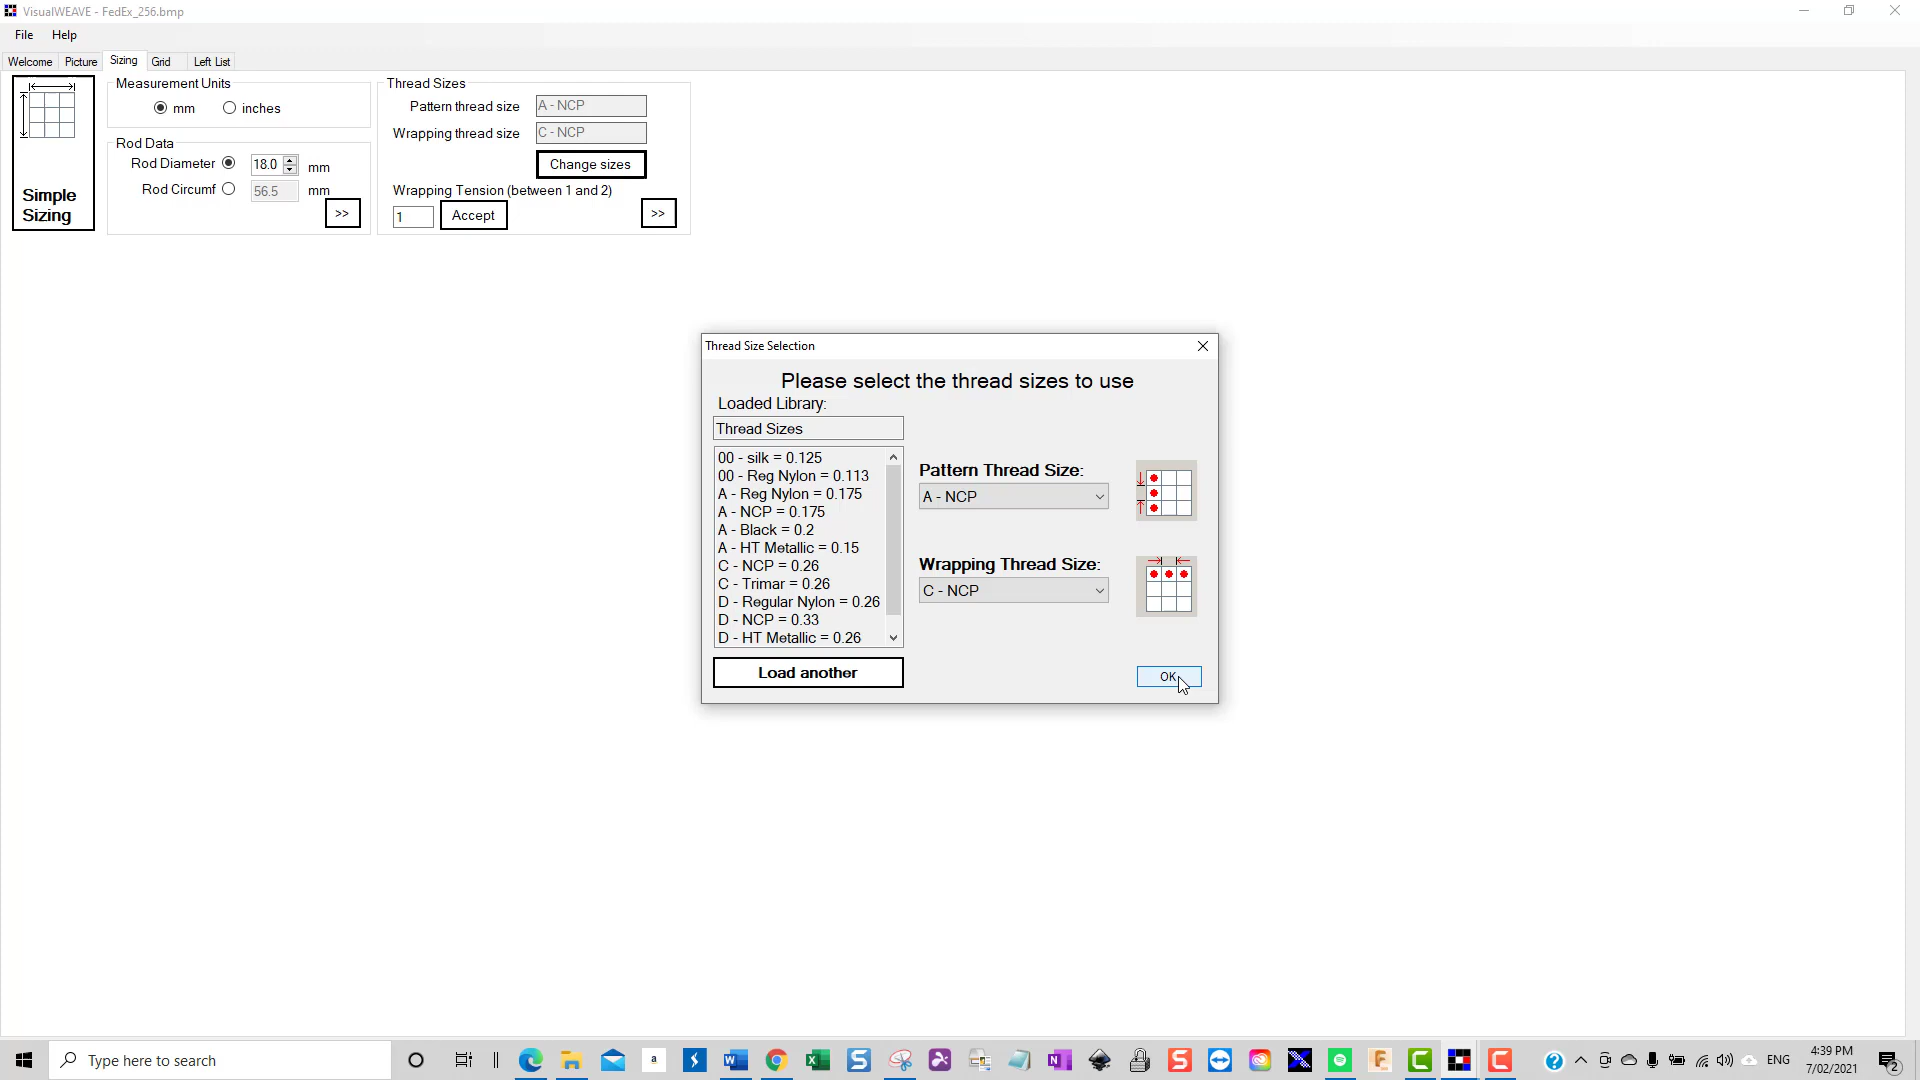 VisualWEAVE - FedEx_256.bmp
File Help
Welcome Picture Sizing Grid Left List
Simple
Sizing
Measurement Units
mm inches
Rod Data
Rod Diameter 18.0 mm
Rod Circumf 56.5 mm
>>
Thread Sizes
Pattern thread size A - NCP
Wrapping thread size C - NCP
Change sizes
Wrapping Tension (between 1 and 2)
1 Accept >>
Thread Size Selection
Please select the thread sizes to use
Loaded Library:
Thread Sizes
00 - silk = 0.125
00 - Reg Nylon = 0.113
A - Reg Nylon = 0.175
A - NCP = 0.175
A - Black = 0.2
A - HT Metallic = 0.15
C - NCP = 0.26
C - Trimar = 0.26
D - Regular Nylon = 0.26
D - NCP = 0.33
D - HT Metallic = 0.26
Load another
Pattern Thread Size:
A - NCP
Wrapping Thread Size:
C - NCP
OK
Type here to search
ENG
4:39 PM
7/02/2021
2